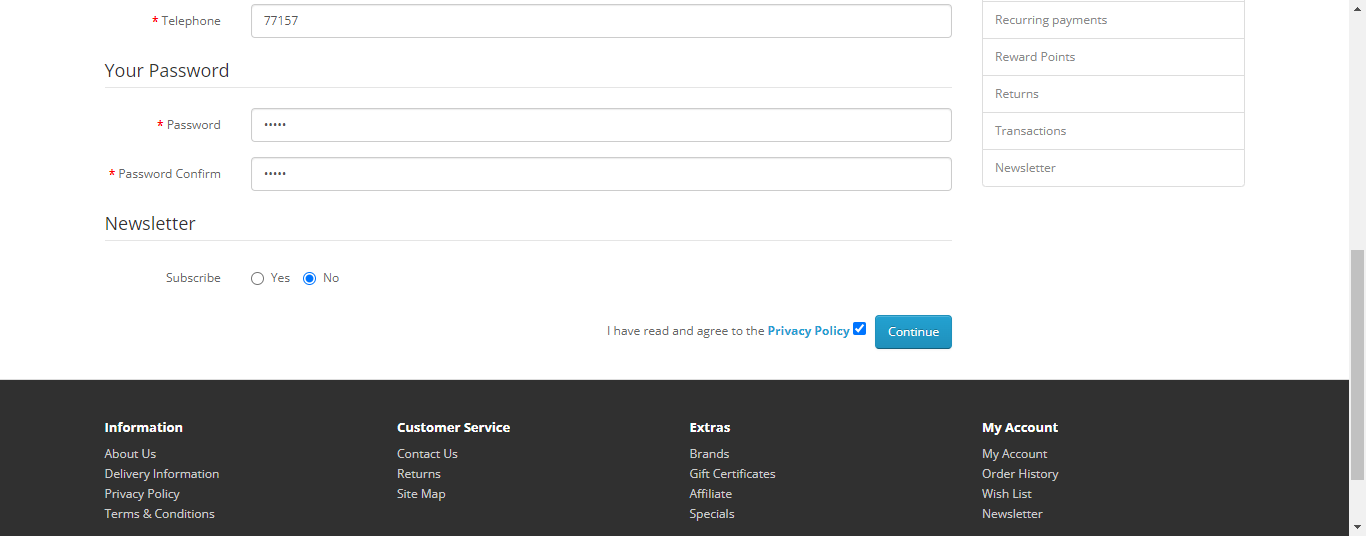 * Telephone 77157
Your Password
* Password •••••
* Password Confirm •••••
Newsletter
Subscribe Yes No
I have read and agree to the Privacy Policy Continue
Recurring payments
Reward Points
Returns
Transactions
Newsletter
Information
About Us
Delivery Information
Privacy Policy
Terms & Conditions
Customer Service
Contact Us
Returns
Site Map
Extras
Brands
Gift Certificates
Affiliate
Specials
My Account
My Account
Order History
Wish List
Newsletter